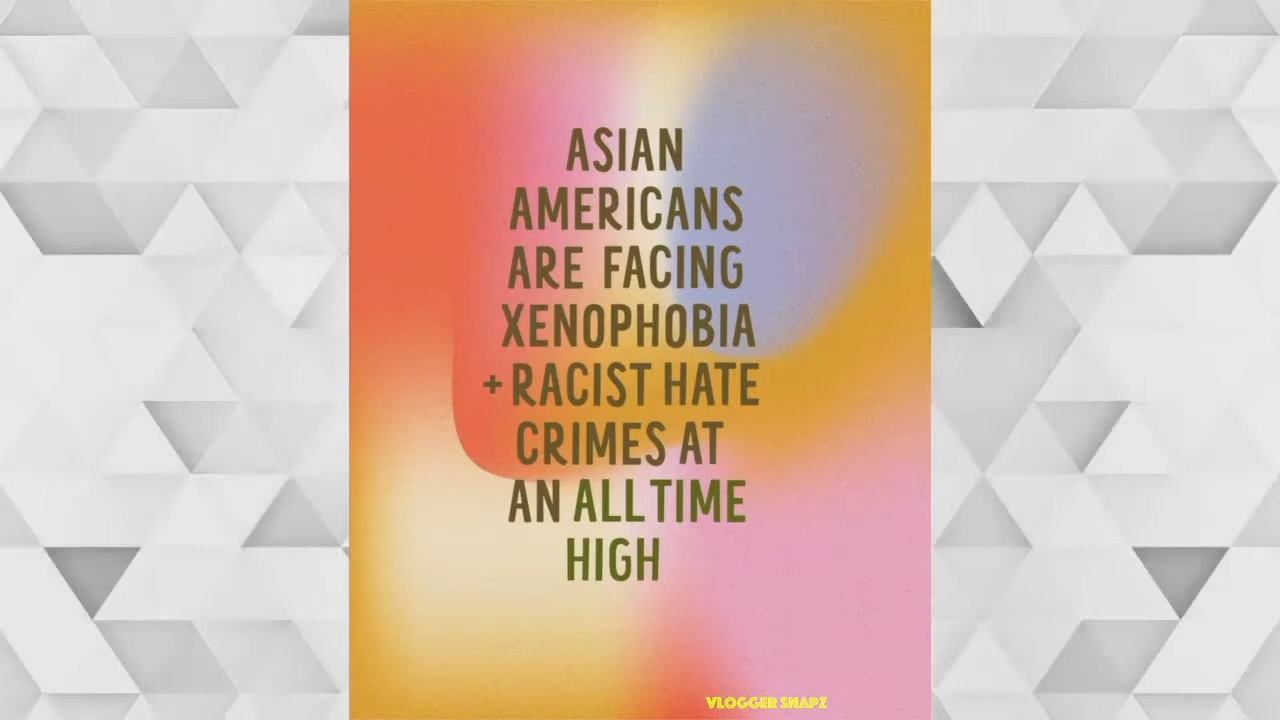 ASIAN
AMERICANS
ARE FACING
XENOPHOBIA
+ RACIST HATE
CRIMES AT
AN ALL TIME
HIGH
VLOGGER SNAPZ